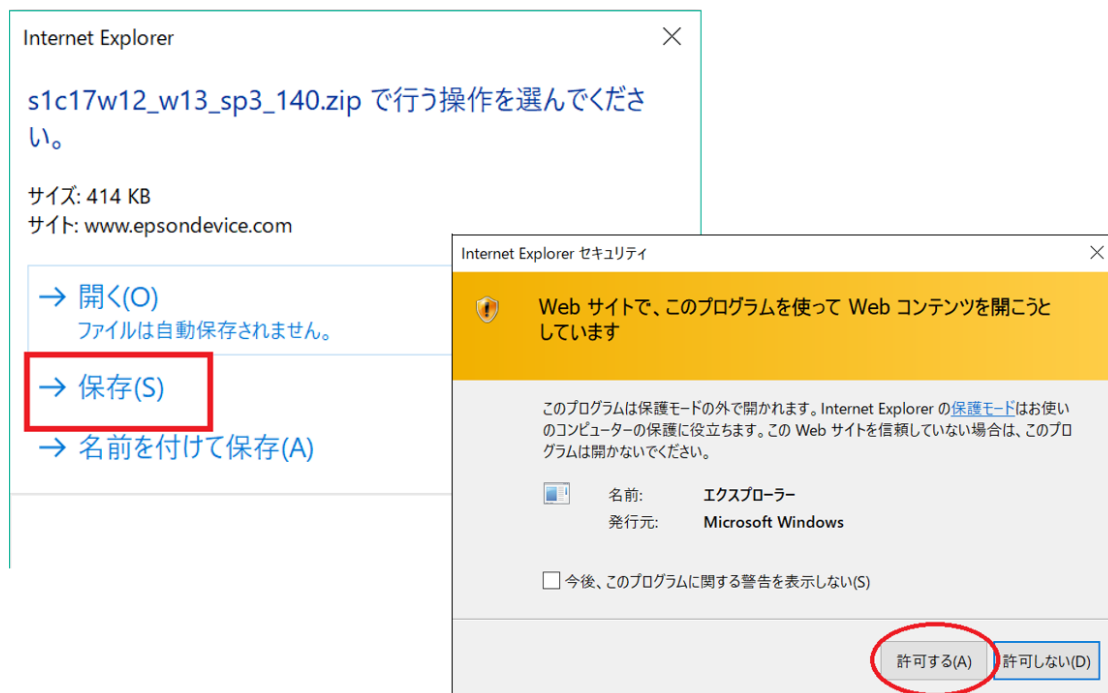 Internet Explorer
s1c17w12_w13_sp3_140.zip で行う操作を選んでくださ
い。
サイズ: 414 KB
サイト: www.epsondevice.com
→ 開く(O)
ファイルは自動保存されません。
→ 保存(S)
→ 名前を付けて保存(A)
Internet Explorer セキュリティ
Web サイトで、このプログラムを使って Web コンテンツを開こうと
しています
このプログラムは保護モードの外で開かれます。Internet Explorer の保護モードはお使い
のコンピューターの保護に役立ちます。この Web サイトを信頼していない場合は、このプロ
グラムは開かないでください。
名前: エクスプローラー
発行元: Microsoft Windows
今後、このプログラムに関する警告を表示しない(S)
許可する(A) 許可しない(D)